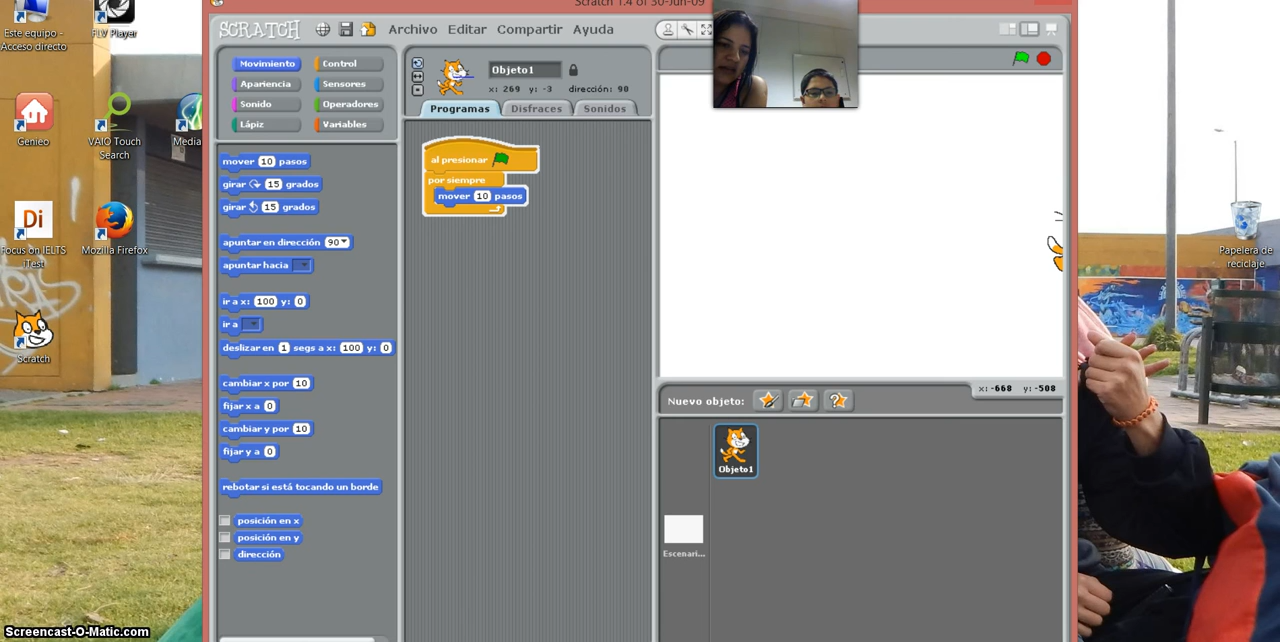 Este equipo -
Acceso directo
FLV Player
Genieo
VAIO Touch
Search
Media
Di
Focus on IELTS
iTest
Mozilla Firefox
Scratch
Papelera de
reciclaje
Scratch 1.4 of 30-Jun-09
SCRATCH
Archivo Editar Compartir Ayuda
Movimiento Control
Apariencia Sensores
Sonido Operadores
Lápiz Variables
mover 10 pasos
girar 15 grados
girar 15 grados
apuntar en dirección 90
apuntar hacia
ir a x: 100 y: 0
ir a
deslizar en 1 segs a x: 100 y: 0
cambiar x por 10
fijar x a 0
cambiar y por 10
fijar y a 0
rebotar si está tocando un borde
posición en x
posición en y
dirección
Objeto1
x: 269 y: -3 dirección: 90
Programas Disfraces Sonidos
al presionar
por siempre
mover 10 pasos
x: -668 y: -508
Nuevo objeto:
Objeto1
Escenari...
Screencast-O-Matic.com